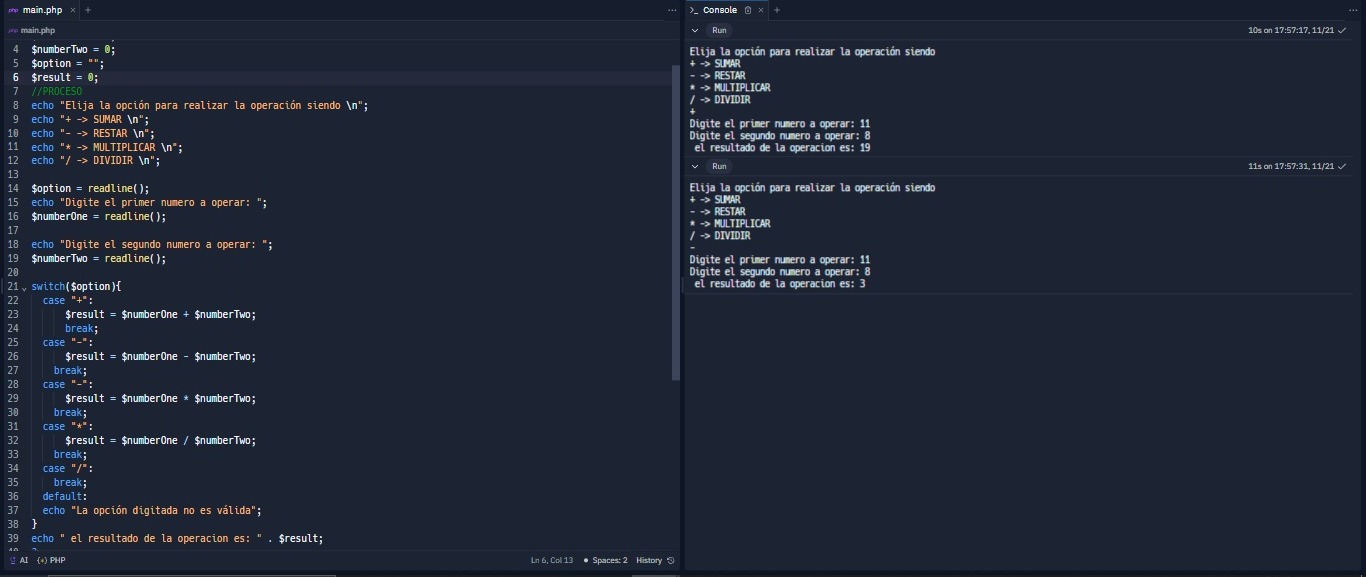 php main.php × +
php main.php
4 $numberTwo = 0;
5 $option = "";
6 $result = 0;
7 //PROCESO
8 echo "Elija la opción para realizar la operación siendo \n";
9 echo "+ -> SUMAR \n";
10 echo "- -> RESTAR \n";
11 echo "* -> MULTIPLICAR \n";
12 echo "/ -> DIVIDIR \n";
13
14 $option = readline();
15 echo "Digite el primer numero a operar: ";
16 $numberOne = readline();
17
18 echo "Digite el segundo numero a operar: ";
19 $numberTwo = readline();
20
21 switch($option){
22 case "+":
23 $result = $numberOne + $numberTwo;
24 break;
25 case "-":
26 $result = $numberOne - $numberTwo;
27 break;
28 case "-":
29 $result = $numberOne * $numberTwo;
30 break;
31 case "*":
32 $result = $numberOne / $numberTwo;
33 break;
34 case "/":
35 break;
36 default:
37 echo "La opción digitada no es válida";
38 }
39 echo " el resultado de la operacion es: " . $result;
AI {+} PHP
Ln 6, Col 13 • Spaces: 2 History
Console × +
Run
10s on 17:57:17, 11/21
Elija la opción para realizar la operación siendo
+ -> SUMAR
- -> RESTAR
* -> MULTIPLICAR
/ -> DIVIDIR
+
Digite el primer numero a operar: 11
Digite el segundo numero a operar: 8
el resultado de la operacion es: 19
Run
11s on 17:57:31, 11/21
Elija la opción para realizar la operación siendo
+ -> SUMAR
- -> RESTAR
* -> MULTIPLICAR
/ -> DIVIDIR
-
Digite el primer numero a operar: 11
Digite el segundo numero a operar: 8
el resultado de la operacion es: 3